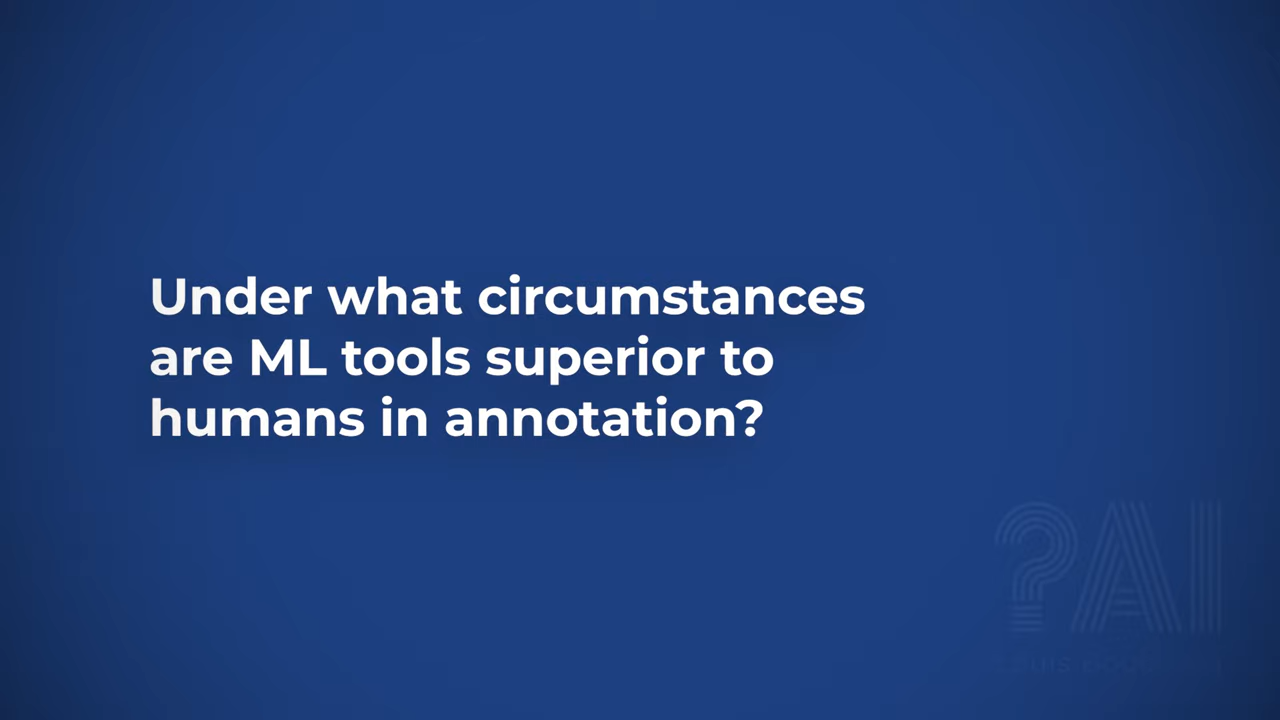 Under what circumstances
are ML tools superior to
humans in annotation?
?AI